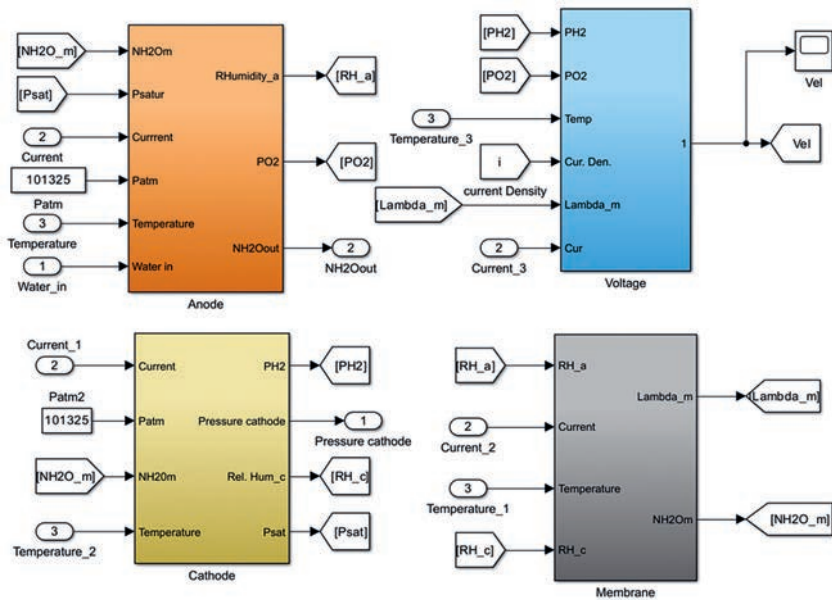 [NH2O_m]
NH2Om
RHumidity_a
[RH_a]
[Psat]
Psatur
2
Currrent
Current
PO2
[PO2]
101325
Patm
Patm
3
Temperature
Temperature
NH2Oout
2
NH2Oout
1
Water in
Water_in
Anode
[PH2]
PH2
Vel
[PO2]
PO2
3
Temp
Temperature_3
1
Vel
i
Cur. Den.
current Density
[Lambda_m]
Lambda_m
2
Cur
Current_3
Voltage
Current_1
2
Current
PH2
[PH2]
Patm2
101325
Patm
Pressure cathode
1
Pressure cathode
[NH2O_m]
NH20m
Rel. Hum_c
[RH_c]
3
Temperature
Temperature_2
Psat
[Psat]
Cathode
[RH_a]
RH_a
Lambda_m
[Lambda_m]
2
Current
Current_2
3
Temperature
Temperature_1
NH2Om
[NH2O_m]
[RH_c]
RH_c
Membrane